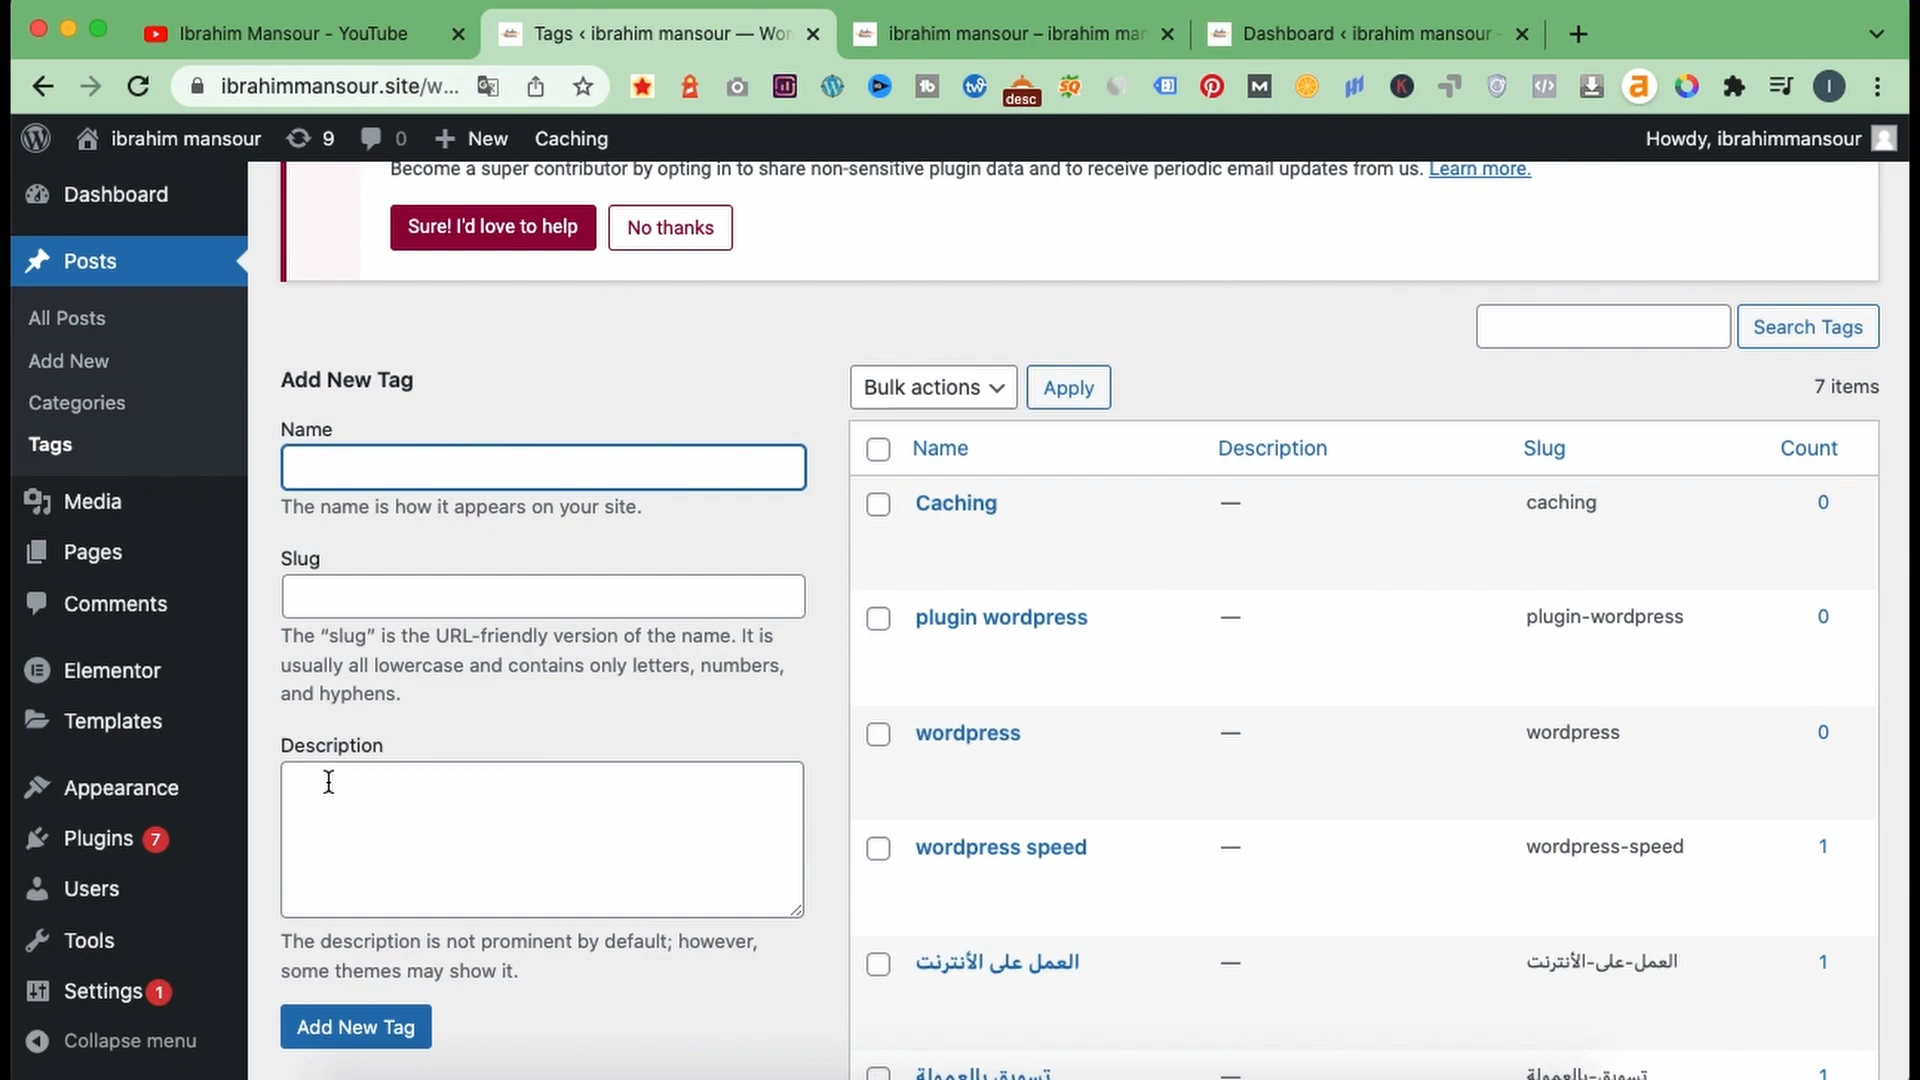 Ibrahim Mansour - YouTube
Tags ‹ ibrahim mansour — Wor
ibrahim mansour – ibrahim mar
Dashboard ‹ ibrahim mansour -
ibrahimmansour.site/w...
desc
ibrahim mansour
9
0
New
Caching
Howdy, ibrahimmansour
Dashboard
Posts
All Posts
Add New
Categories
Tags
Media
Pages
Comments
Elementor
Templates
Appearance
Plugins 7
Users
Tools
Settings 1
Collapse menu
Become a super contributor by opting in to share non-sensitive plugin data and to receive periodic email updates from us. Learn more.
Sure! I'd love to help
No thanks
Search Tags
Add New Tag
Name
The name is how it appears on your site.
Slug
The “slug” is the URL-friendly version of the name. It is
usually all lowercase and contains only letters, numbers,
and hyphens.
Description
The description is not prominent by default; however,
some themes may show it.
Add New Tag
Bulk actions
Apply
7 items
Name Description Slug Count
Caching — caching 0
plugin wordpress — plugin-wordpress 0
wordpress — wordpress 0
wordpress speed — wordpress-speed 1
العمل على الأنترنت — العمل-على-الأنترنت 1
تسويق بالعمولة — تسويق-بالعمولة 1